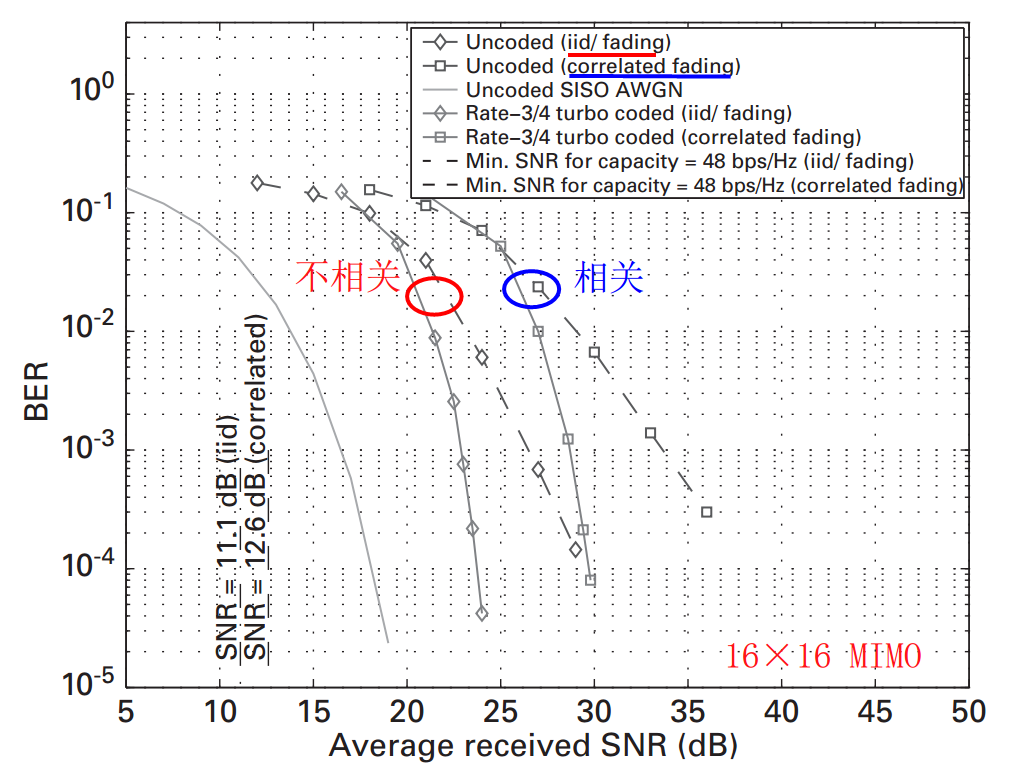 Uncoded (iid/ fading)
Uncoded (correlated fading)
Uncoded SISO AWGN
Rate–3/4 turbo coded (iid/ fading)
Rate–3/4 turbo coded (correlated fading)
Min. SNR for capacity = 48 bps/Hz (iid/ fading)
Min. SNR for capacity = 48 bps/Hz (correlated fading)
10^0
10^-1
10^-2
10^-3
10^-4
10^-5
BER
不相关
相关
SNR = 11.1 dB (iid)
SNR = 12.6 dB (correlated)
16×16 MIMO
5 10 15 20 25 30 35 40 45 50
Average received SNR (dB)